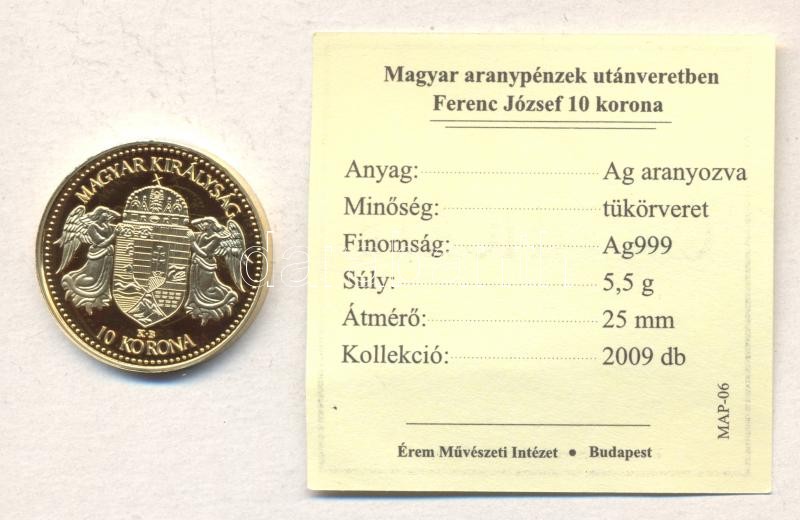 MAGYAR KIRÁLYSÁG
K·B
10 KORONA
Magyar aranypénzek utánveretben
Ferenc József 10 korona
Anyag: Ag aranyozva
Minőség: tükörveret
Finomság: Ag999
Súly: 5,5 g
Átmérő: 25 mm
Kollekció: 2009 db
MAP-06
Érem Művészeti Intézet • Budapest